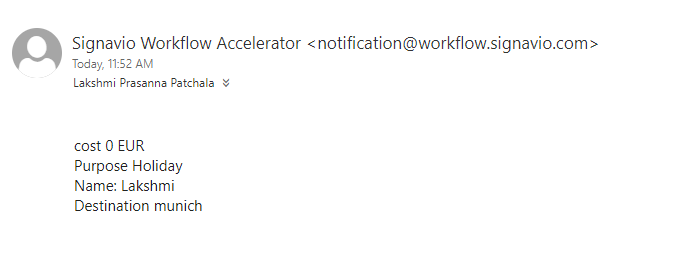 Signavio Workflow Accelerator <notification@workflow.signavio.com>
Today, 11:52 AM
Lakshmi Prasanna Patchala
cost 0 EUR
Purpose Holiday
Name: Lakshmi
Destination munich